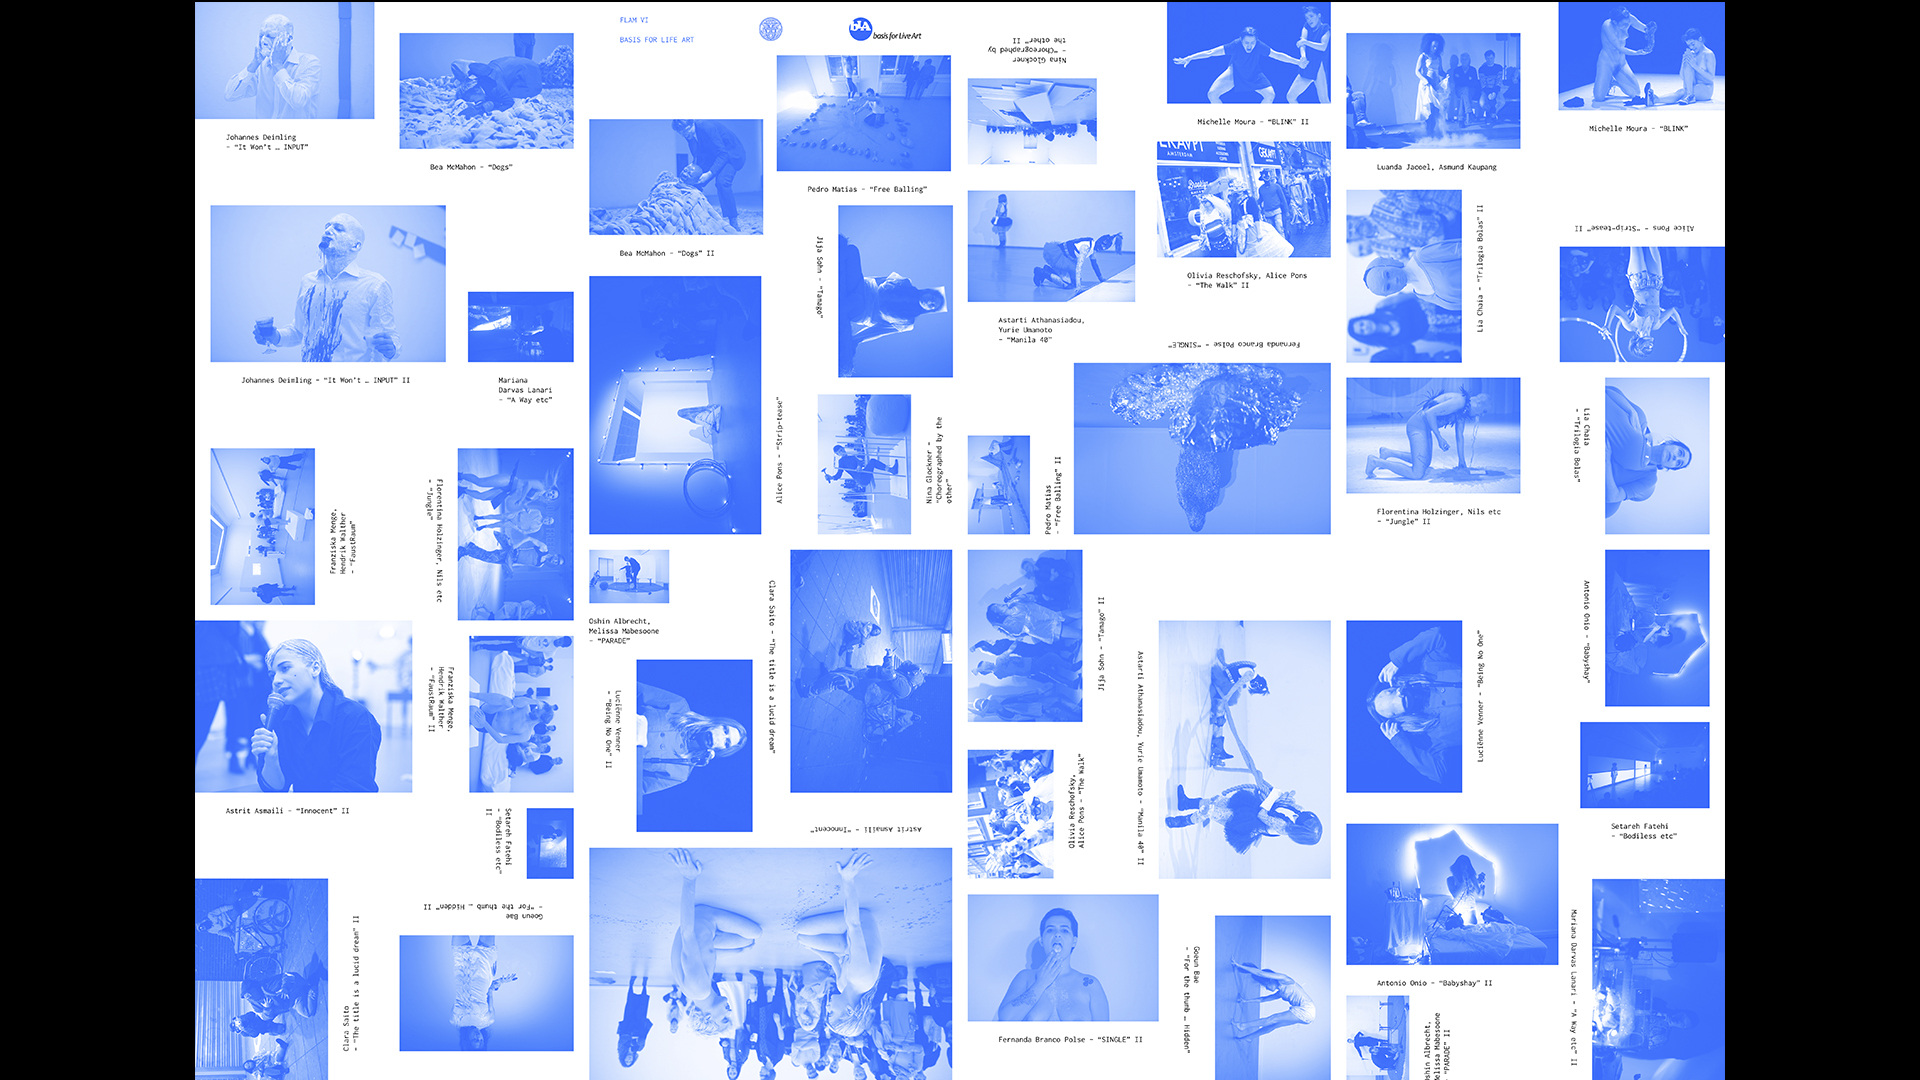 FLAM VI
BASIS FOR LIFE ART
bLA
basis for Live Art
Johannes Deimling
– “It Won’t … INPUT”
Bea McMahon – “Dogs”
Bea McMahon – “Dogs” II
Pedro Matias – “Free Balling”
Nina Glockner
– “Choreographed by
the other” II
Michelle Moura – “BLINK” II
Luanda Jacoel, Asmund Kaupang
Michelle Moura – “BLINK”
Johannes Deimling – “It Won’t … INPUT” II
Mariana
Darvas Lanari
– “A Way etc”
Jija Sohn – “Tamago”
Astarti Athanasiadou,
Yurie Umamoto
– “Manila 40”
Olivia Reschofsky, Alice Pons
– “The Walk” II
Lia Chaia – “Trilogia Bolas” II
Alice Pons – “Strip-tease” II
Fernanda Branco Polse – “SINGLE”
Franziska Menge,
Hendrik Walther
– “FaustRaum”
Florentina Holzinger, Nils etc
– “Jungle”
Alice Pons – “Strip-tease”
Nina Glockner –
“Choreographed by the
other”
Pedro Matias
– “Free Balling” II
Florentina Holzinger, Nils etc
– “Jungle” II
Lia Chaia
– “Trilogia Bolas”
Oshin Albrecht,
Melissa Mabesoone
– “PARADE”
Clara Saito – “The title is a lucid dream”
Jija Sohn – “Tamago” II
Astarti Athanasiadou, Yurie Umamoto – “Manila 40” II
Luciënne Venner – “Being No One”
Antonio Onio – “Babyshay”
Franziska Menge,
Hendrik Walther
– “FaustRaum” II
Luciënne Venner
– “Being No One” II
Olivia Reschofsky,
Alice Pons – “The Walk”
Astrit Asmaili – “Innocent” II
Setareh Fatehi
– “Bodiless etc”
II
Astrit Asmaili – “Innocent”
Setareh Fatehi
– “Bodiless etc”
Clara Saito
– “The title is a lucid dream” II
Goeun Bae
– “For the thumb … Hidden” II
Fernanda Branco Polse – “SINGLE” II
Goeun Bae
– “For the thumb … Hidden”
Antonio Onio – “Babyshay” II
Mariana Darvas Lanari – “A Way etc” II
Oshin Albrecht,
Melissa Mabesoone
– “PARADE” II